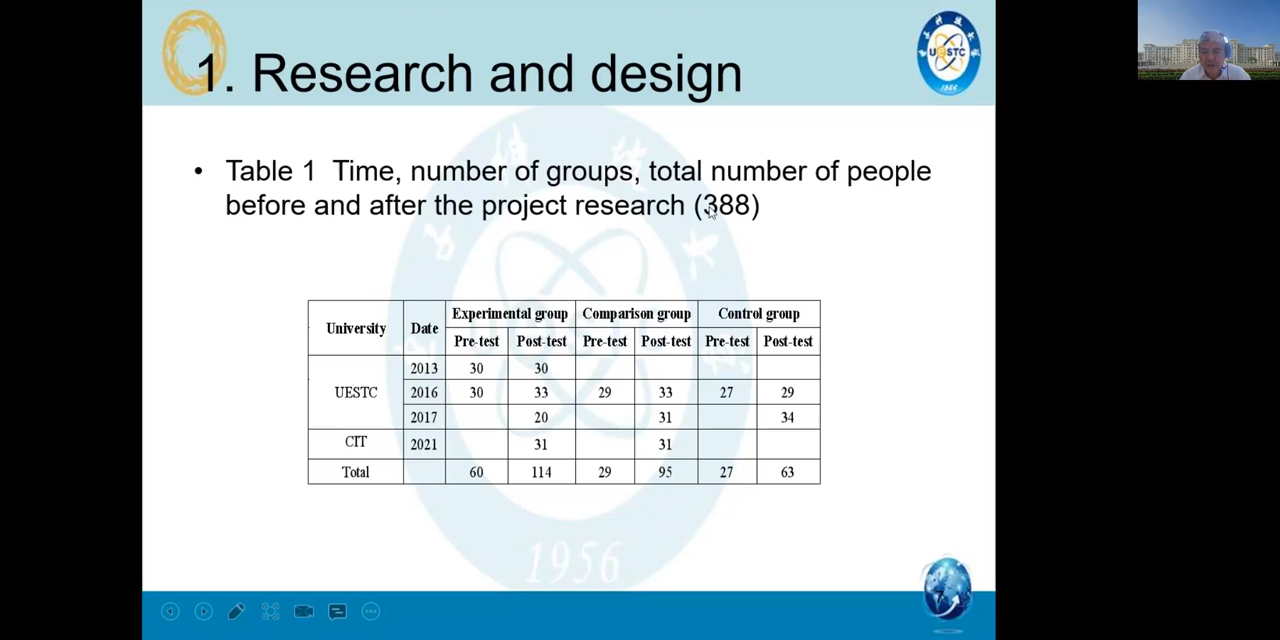 1. Research and design
UESTC
• Table 1 Time, number of groups, total number of people
before and after the project research (388)
University Date Experimental group Comparison group Control group
Pre-test Post-test Pre-test Post-test Pre-test Post-test
UESTC 2013 30 30
2016 30 33 29 33 27 29
2017 20 31 34
CIT 2021 31 31
Total 60 114 29 95 27 63
1956